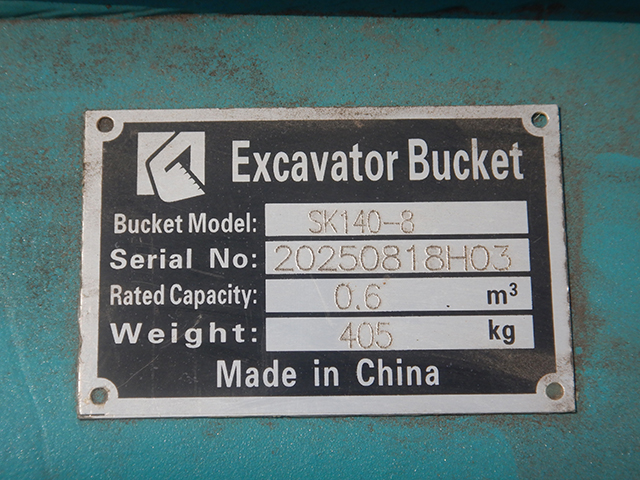 Excavator Bucket
Bucket Model: SK140-8
Serial No: 20250818H03
Rated Capacity: 0.6 m³
Weight: 405 kg
Made in China